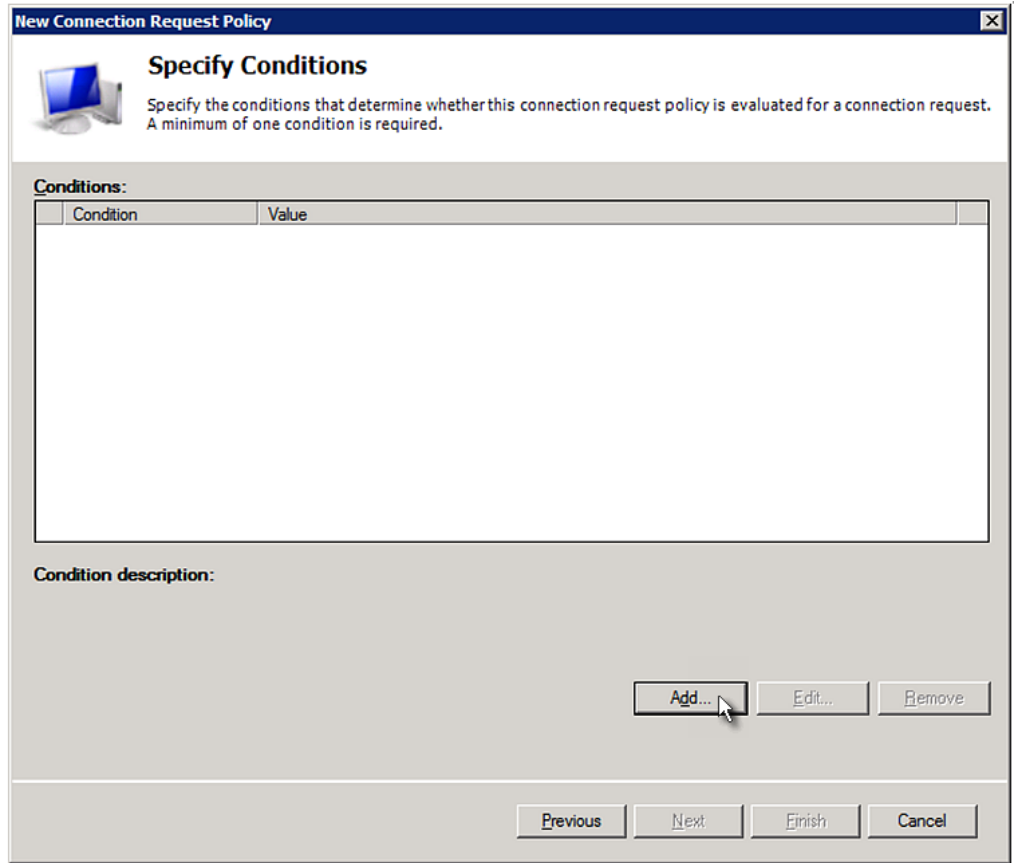 New Connection Request Policy
Specify Conditions
Specify the conditions that determine whether this connection request policy is evaluated for a connection request.
A minimum of one condition is required.
Conditions:
Condition Value
Condition description:
Add... Edit... Remove
Previous Next Finish Cancel